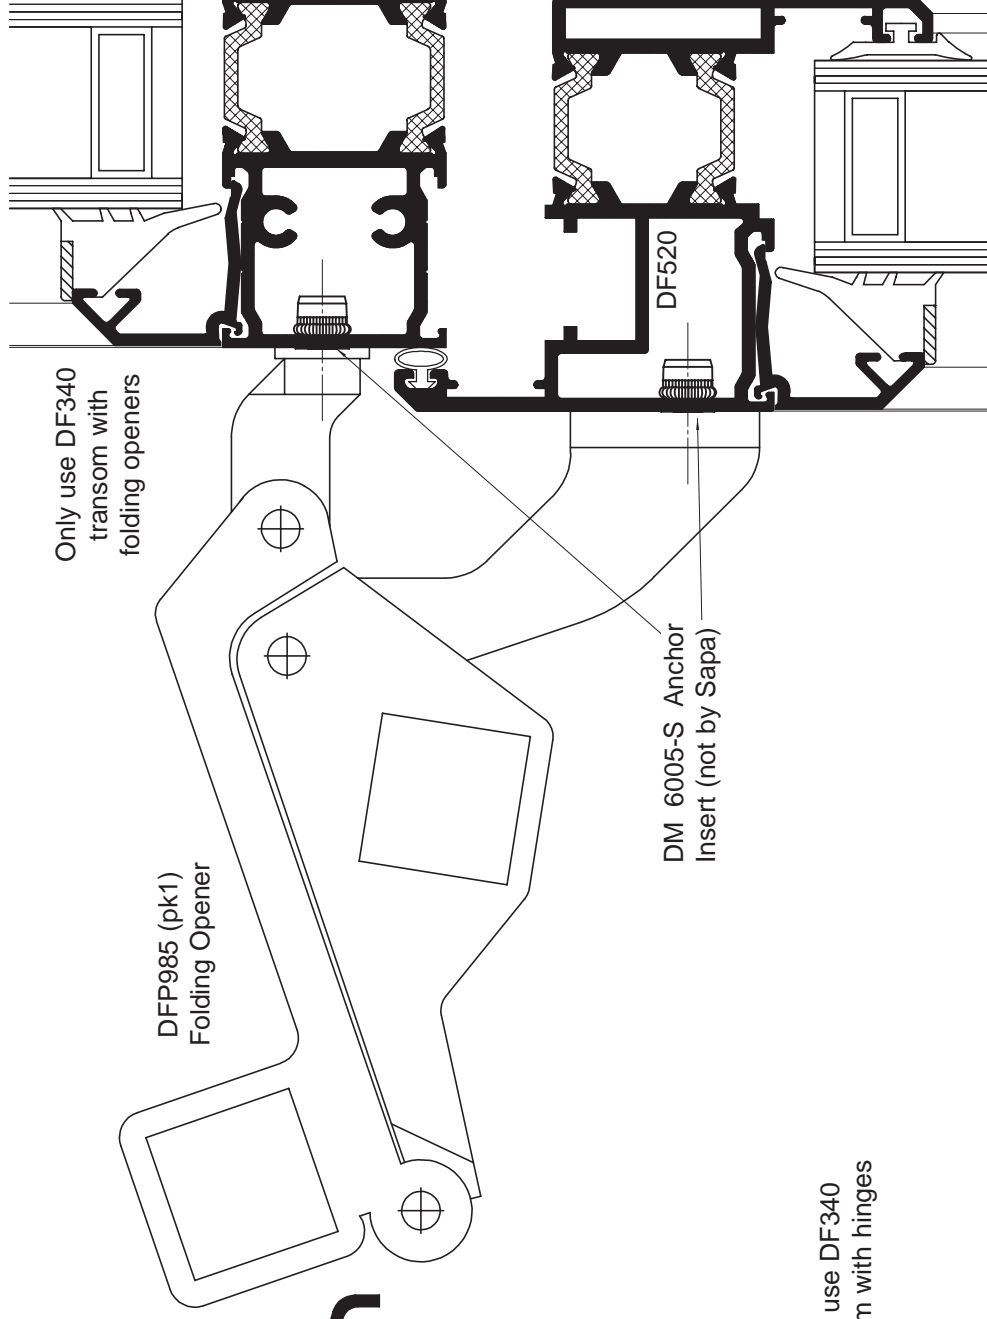 Only use DF340
transom with
folding openers
DF520
DM 6005-S Anchor
Insert (not by Sapa)
DFP985 (pk1)
Folding Opener
use DF340
with hinges